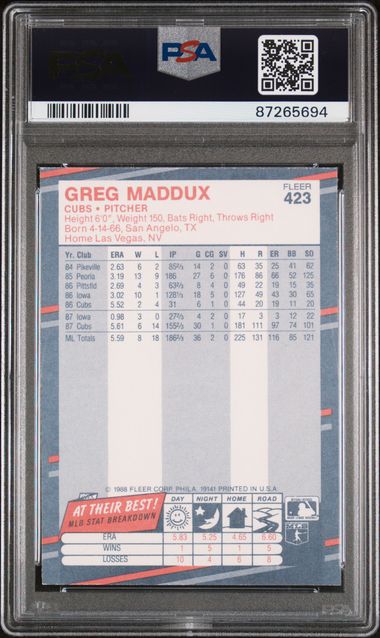 PSA
PSA
87265694
FLEER
423
GREG MADDUX
CUBS • PITCHER
Height 6'0", Weight 150, Bats Right, Throws Right
Born 4-14-66, San Angelo, TX
Home Las Vegas, NV
Yr. Club ERA W L IP G CG SV H R ER BB SO
84 Pikeville 2.63 6 2 85⅔ 14 2 0 63 35 25 41 62
85 Peoria 3.19 13 9 186 27 6 0 176 86 66 52 125
86 Pittsfld 2.69 4 3 63⅔ 8 4 0 49 22 19 15 35
86 Iowa 3.02 10 1 128⅓ 18 5 0 127 49 43 30 65
86 Cubs 5.52 2 4 31 6 1 0 44 20 19 11 20
87 Iowa 0.98 3 0 27⅔ 4 2 0 17 3 3 12 22
87 Cubs 5.61 6 14 155⅔ 30 1 0 181 111 97 74 101
ML Totals 5.59 8 18 186⅔ 36 2 0 225 131 116 85 121
© 1988 FLEER CORP. PHILA. 19141 PRINTED IN U.S.A.
AT THEIR BEST!
MLB STAT BREAKDOWN
DAY NIGHT HOME ROAD
ERA 5.83 5.25 4.65 6.60
WINS 1 5 1 5
LOSSES 10 4 6 8